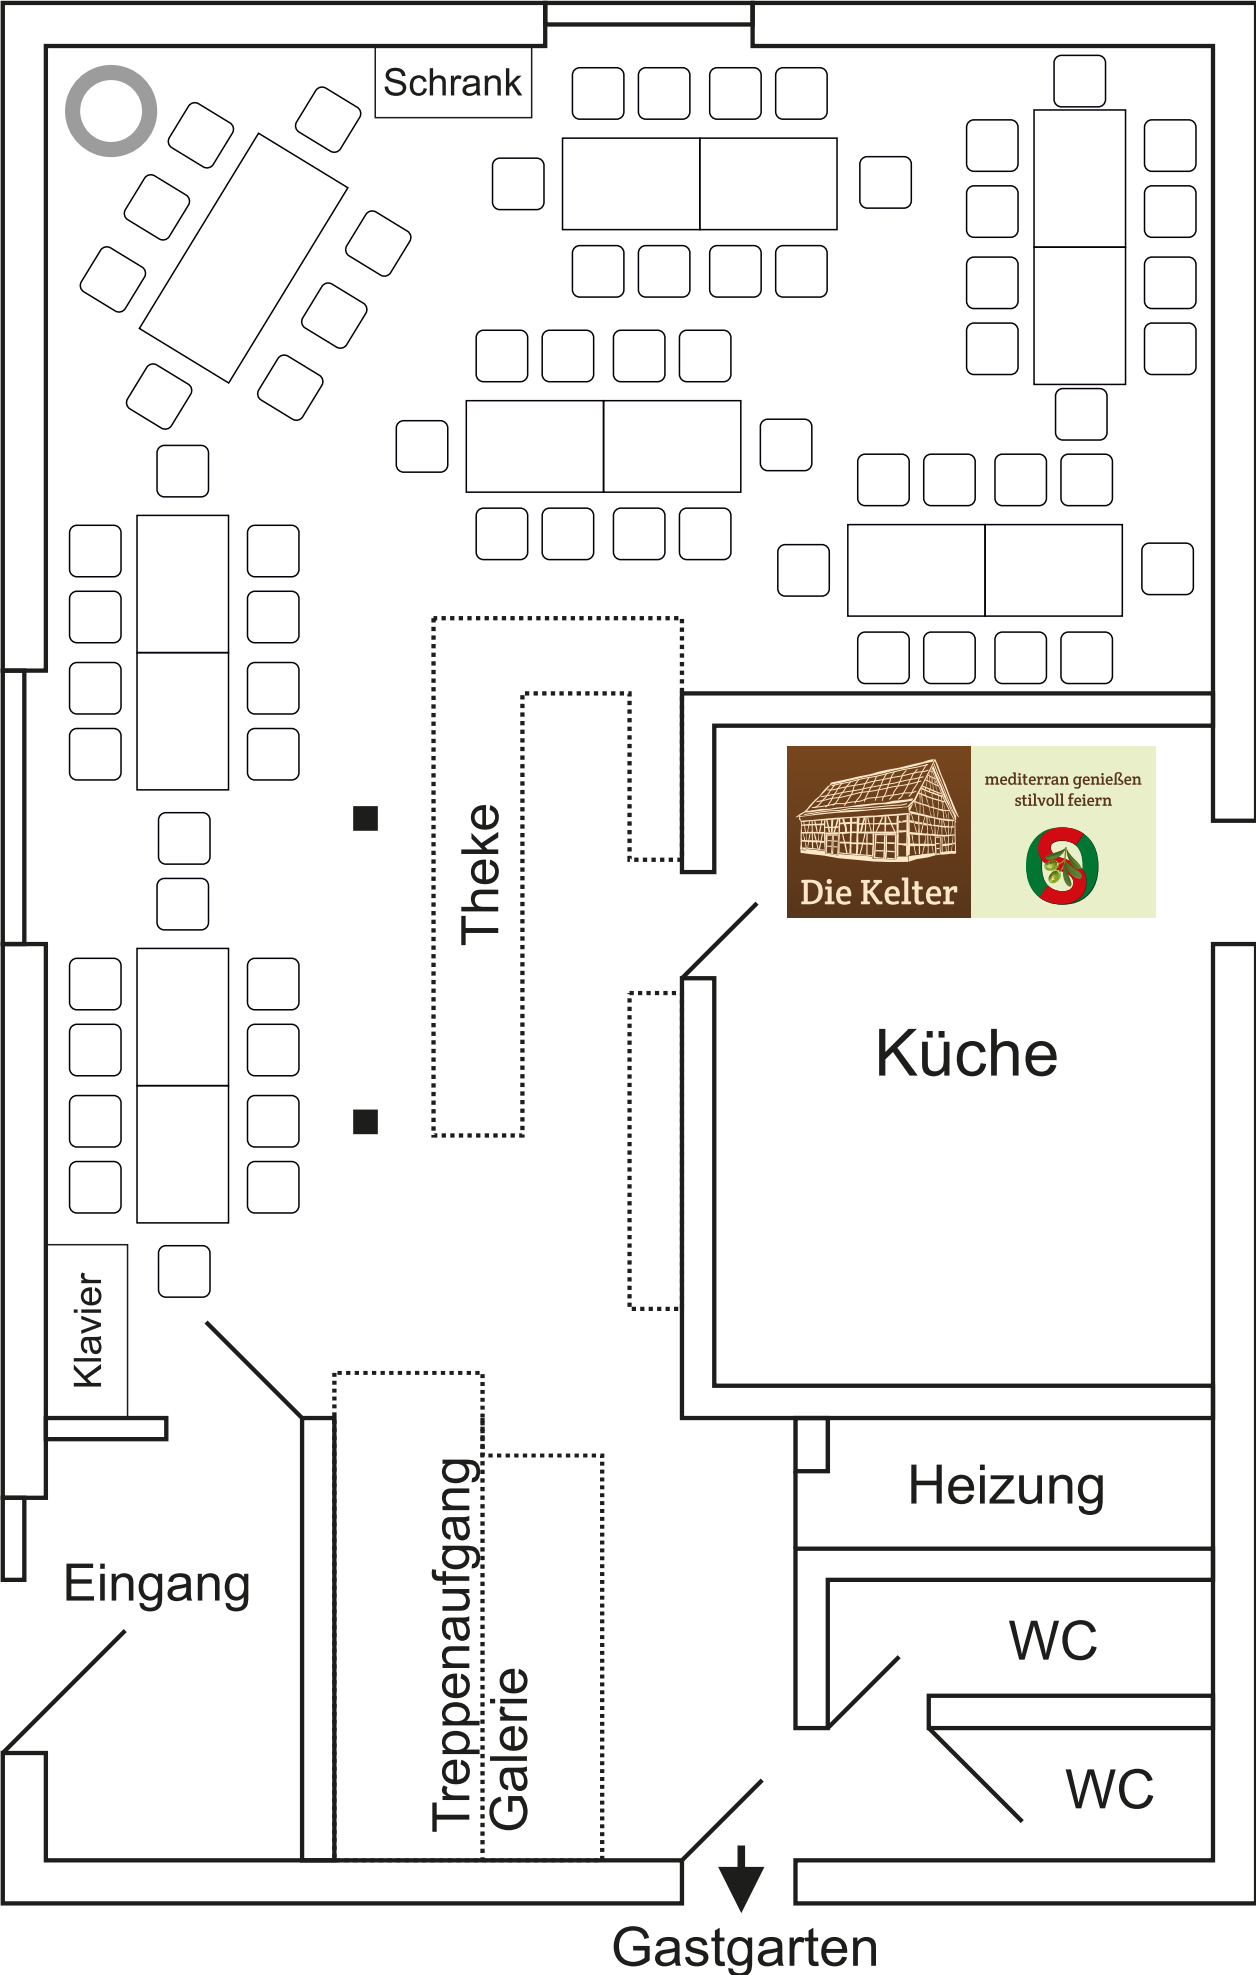 Schrank
mediterran genießen
stilvoll feiern
Die Kelter
Theke
Küche
Klavier
Heizung
Eingang
Treppenaufgang
Galerie
WC
WC
Gastgarten